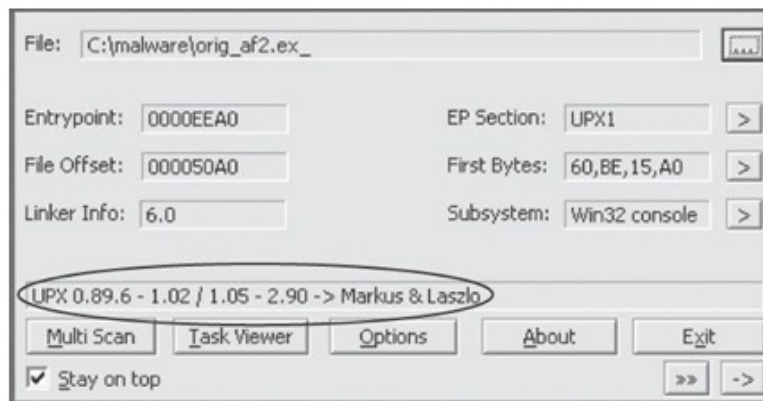 File: C:\malware\orig_af2.ex_ ...
Entrypoint: 0000EEA0 EP Section: UPX1 >
File Offset: 000050A0 First Bytes: 60,BE,15,A0 >
Linker Info: 6.0 Subsystem: Win32 console >
UPX 0.89.6 - 1.02 / 1.05 - 2.90 -> Markus & Laszlo
Multi Scan Task Viewer Options About Exit
Stay on top >> ->